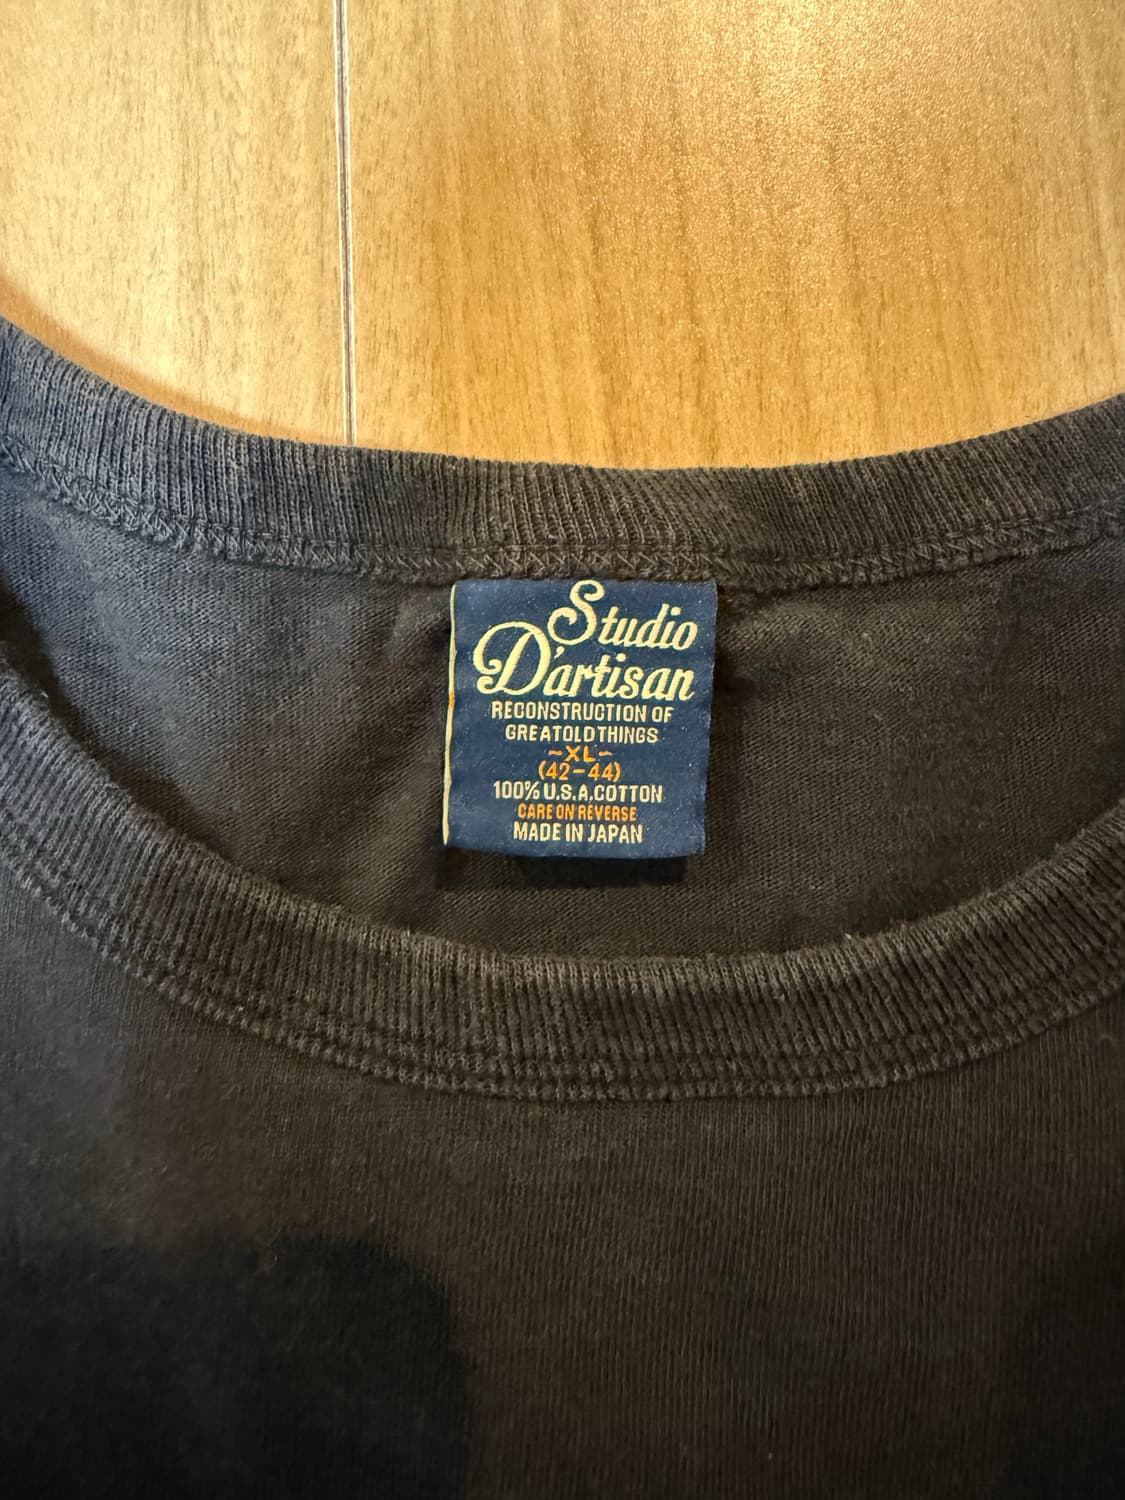 Studio
D'artisan
RECONSTRUCTION OF
GREATOLDTHINGS
-XL-
(42-44)
100% U.S.A.COTTON
CARE ON REVERSE
MADE IN JAPAN